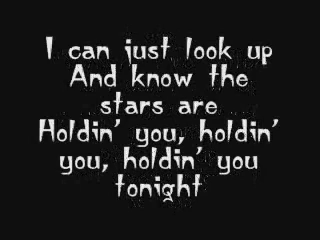 I can just look up
And know the
stars are
Holdin' you, holdin'
you, holdin' you
tonight